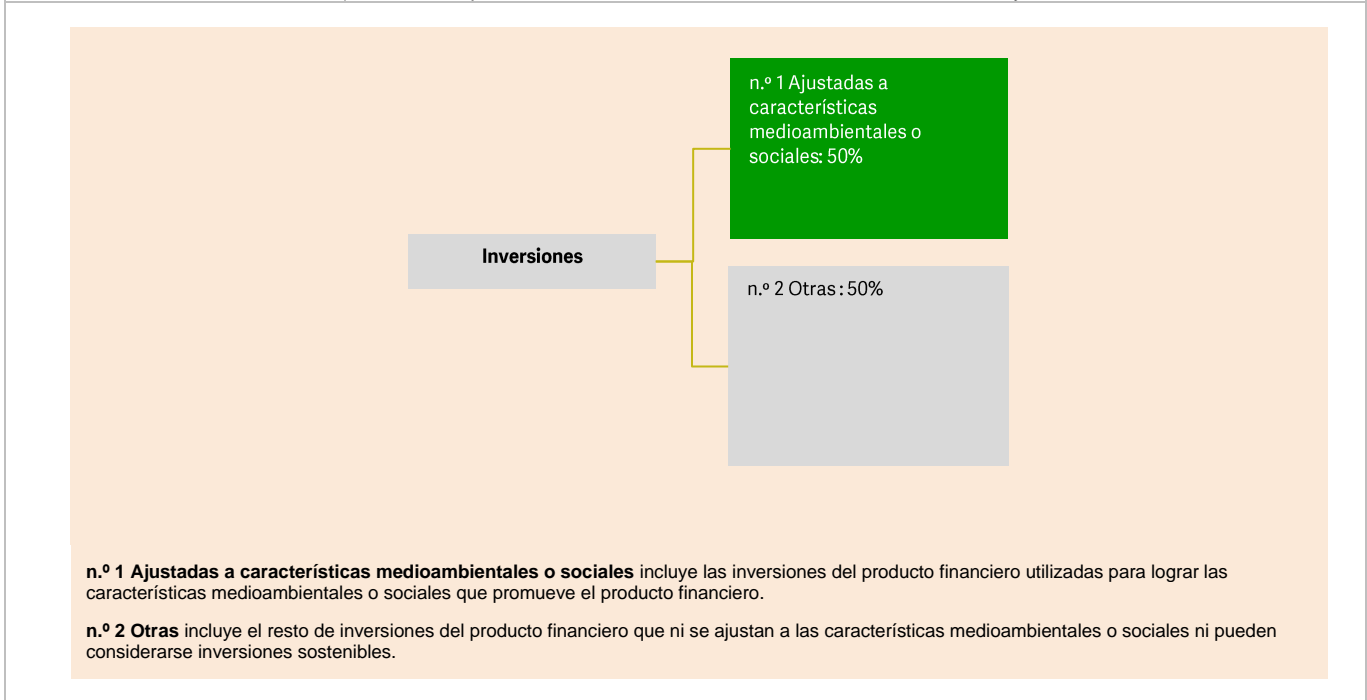 n.º 1 Ajustadas a
características
medioambientales o
sociales: 50%
Inversiones
n.º 2 Otras : 50%
n.º 1 Ajustadas a características medioambientales o sociales incluye las inversiones del producto financiero utilizadas para lograr las
características medioambientales o sociales que promueve el producto financiero.
n.º 2 Otras incluye el resto de inversiones del producto financiero que ni se ajustan a las características medioambientales o sociales ni pueden
considerarse inversiones sostenibles.